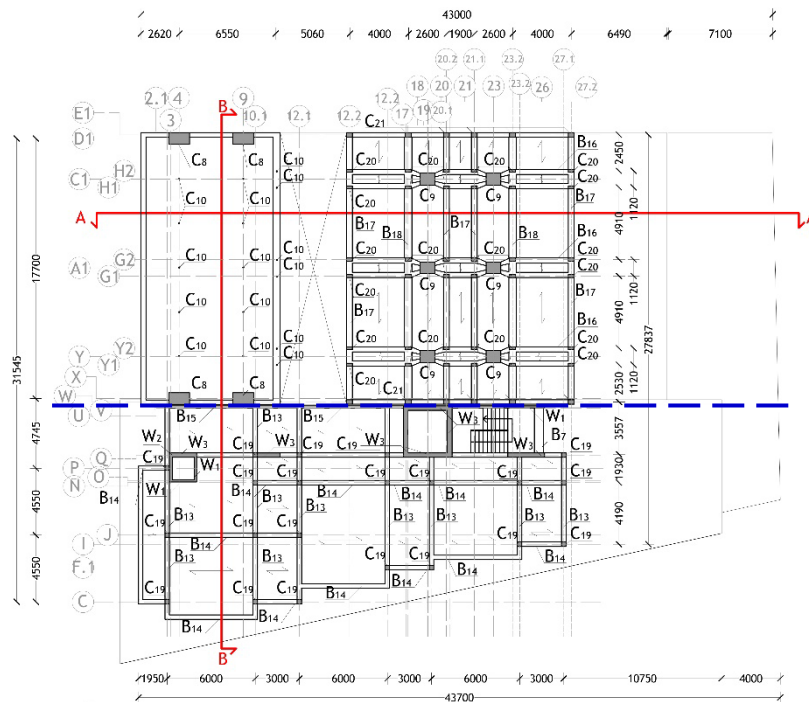 43000
2620 6550 5060 4000 2600 1900 2600 4000 6490 7100
20.2 21.1 23.2 27.1
2.1 4 9 12.2 18 20 21 23 23.2 26 27.2
3 10.1 12.1 12.2 17 19 20.1
E1
D1
B
C21
C8 C8 C10 C20 C20 C20 C20 B16
C20
2450
H2
C1
H1
C10 C9 C9 C20
B17
C10 C10 C20
1120
A A
B17 B18 B17 B18
4910
17700
G2
A1
G1
C10 C20 C20 C20 C20 B16
C20
C10 C10 C10 C9 C9 C20
1120
C20
B17 B17
4910
27837
31545
Y2
Y
Y1
C10 C10 C10 C20 C20 C20 B16
C10 C9 C9 C20
1120
X
C8 C8 C20 C21
2530
W
V
U
B15 B13 B15 W3 W1
W2 W3 C19 W3 C19 W3 W3 B7 C19
3557
4745
Q
P
O
N
C19 W1 C19 C19 C19 C19 C19
1930
B14 W1 B14 B13 B14 B14 B14
B13 B13 B13 B13 B13
4550
4190
J
I
F.1
C19 C19 C19 C19 C19 C19
B14 B14
B13 B14 B13
4550
C
C19 C19 C19 B14
B14 B14
B
1950 6000 3000 6000 3000 6000 3000 10750 4000
43700